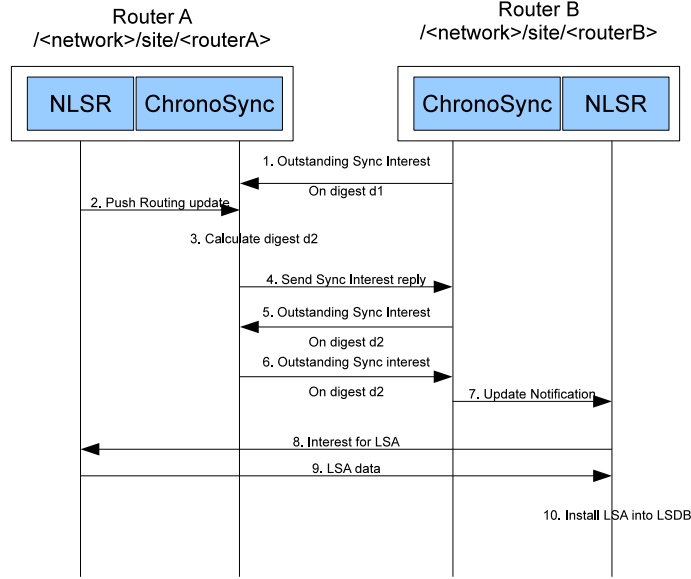 Router A
/<network>/site/<routerA>
Router B
/<network>/site/<routerB>
NLSR
ChronoSync
ChronoSync
NLSR
1. Outstanding Sync Interest
On digest d1
2. Push Routing update
3. Calculate digest d2
4. Send Sync Interest reply
5. Outstanding Sync Interest
On digest d2
6. Outstanding Sync interest
On digest d2
7. Update Notification
8. Interest for LSA
9. LSA data
10. Install LSA into LSDB